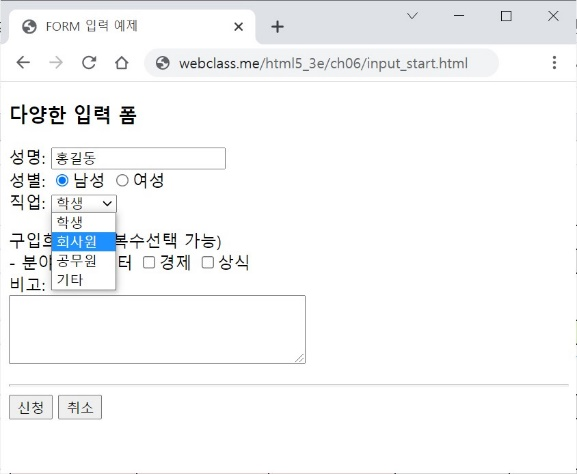 FORM 입력 예제
webclass.me/html5_3e/ch06/input_start.html
다양한 입력 폼
성명: 홍길동
성별: 남성 여성
직업: 학생
학생
회사원
공무원
기타
구입희 복수선택 가능)
- 분야 터 경제 상식
비고:
신청 취소